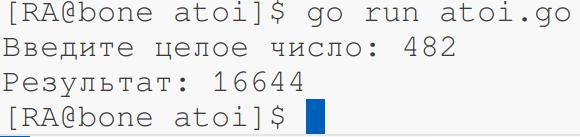 [RA@bone atoi]$ go run atoi.go
Введите целое число: 482
Результат: 16644
[RA@bone atoi]$